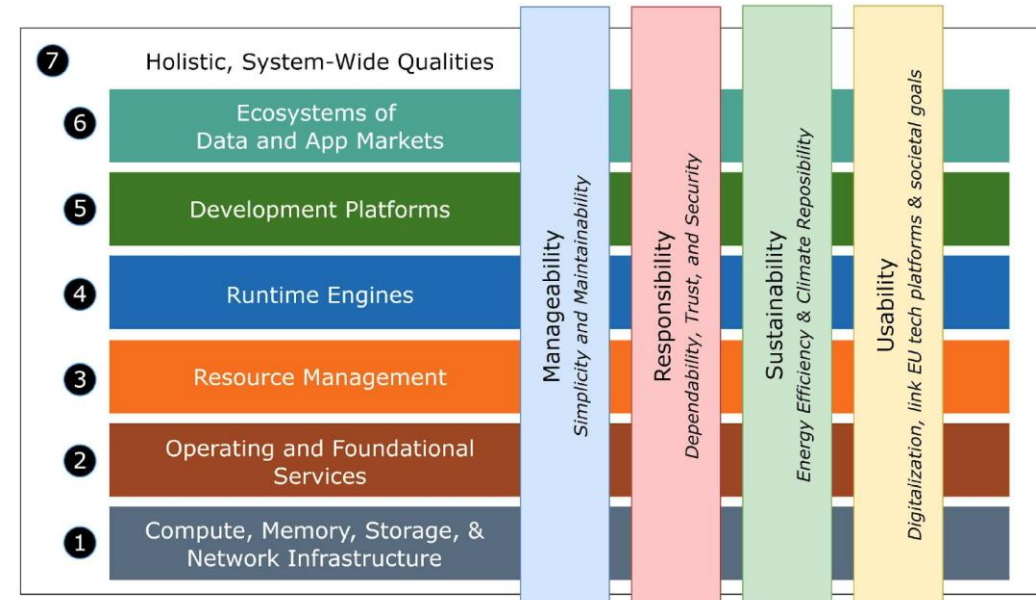 7
Holistic, System-Wide Qualities
6
Ecosystems of
Data and App Markets
5
Development Platforms
4
Runtime Engines
3
Resource Management
2
Operating and Foundational
Services
1
Compute, Memory, Storage, &
Network Infrastructure
Manageability
Simplicity and Maintainability
Responsibility
Dependability, Trust, and Security
Sustainability
Energy Efficiency & Climate Reposibility
Usability
Digitalization, link EU tech platforms & societal goals